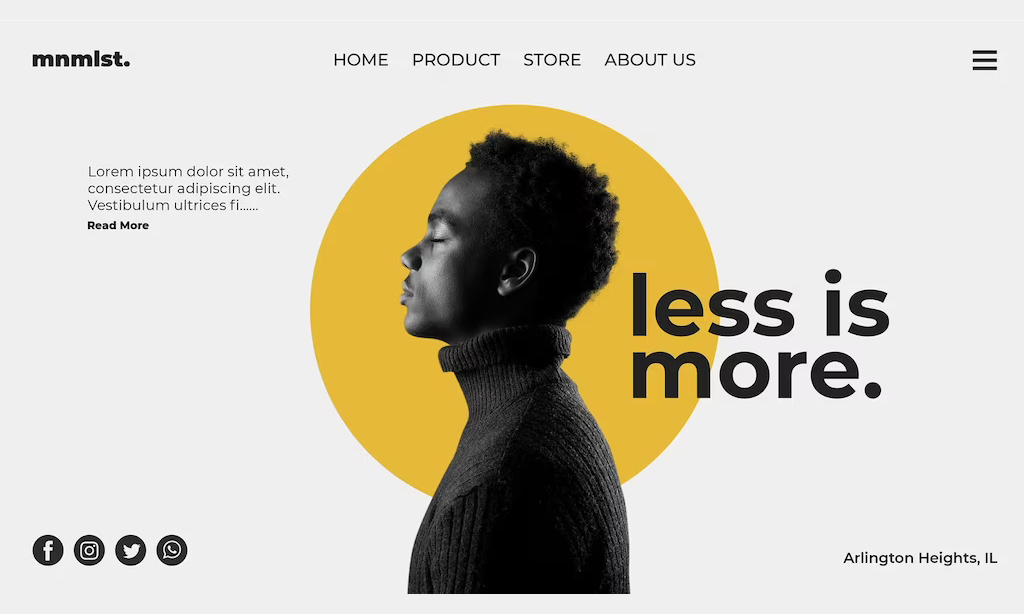 mnmlst.
HOME PRODUCT STORE ABOUT US
Lorem ipsum dolor sit amet,
consectetur adipiscing elit.
Vestibulum ultrices fi......
Read More
less is
more.
Arlington Heights, IL